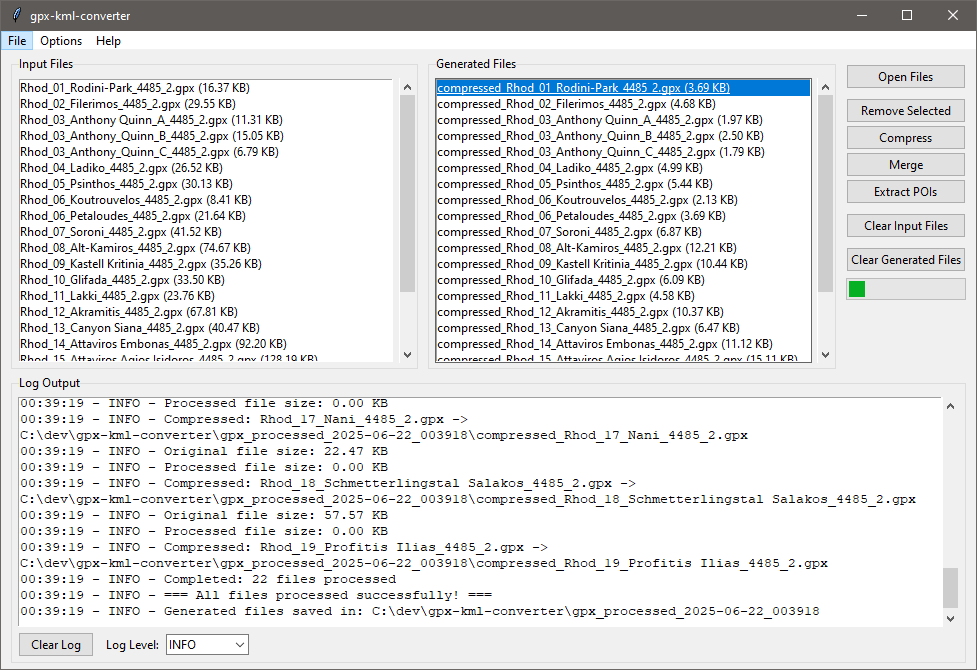 gpx-kml-converter
File Options Help
Input Files
Rhod_01_Rodini-Park_4485_2.gpx (16.37 KB)
Rhod_02_Filerimos_4485_2.gpx (29.55 KB)
Rhod_03_Anthony Quinn_A_4485_2.gpx (11.31 KB)
Rhod_03_Anthony Quinn_B_4485_2.gpx (15.05 KB)
Rhod_03_Anthony Quinn_C_4485_2.gpx (6.79 KB)
Rhod_04_Ladiko_4485_2.gpx (26.52 KB)
Rhod_05_Psinthos_4485_2.gpx (30.13 KB)
Rhod_06_Koutrouvelos_4485_2.gpx (8.41 KB)
Rhod_06_Petaloudes_4485_2.gpx (21.64 KB)
Rhod_07_Soroni_4485_2.gpx (41.52 KB)
Rhod_08_Alt-Kamiros_4485_2.gpx (74.67 KB)
Rhod_09_Kastell Kritinia_4485_2.gpx (35.26 KB)
Rhod_10_Glifada_4485_2.gpx (33.50 KB)
Rhod_11_Lakki_4485_2.gpx (23.76 KB)
Rhod_12_Akramitis_4485_2.gpx (67.81 KB)
Rhod_13_Canyon Siana_4485_2.gpx (40.47 KB)
Rhod_14_Attaviros Embonas_4485_2.gpx (92.20 KB)
Rhod_15_Attaviros Agios Isidoros_4485_2.gpx (128.19 KB)
Generated Files
compressed_Rhod_01_Rodini-Park_4485_2.gpx (3.69 KB)
compressed_Rhod_02_Filerimos_4485_2.gpx (4.68 KB)
compressed_Rhod_03_Anthony Quinn_A_4485_2.gpx (1.97 KB)
compressed_Rhod_03_Anthony Quinn_B_4485_2.gpx (2.50 KB)
compressed_Rhod_03_Anthony Quinn_C_4485_2.gpx (1.79 KB)
compressed_Rhod_04_Ladiko_4485_2.gpx (4.99 KB)
compressed_Rhod_05_Psinthos_4485_2.gpx (5.44 KB)
compressed_Rhod_06_Koutrouvelos_4485_2.gpx (2.13 KB)
compressed_Rhod_06_Petaloudes_4485_2.gpx (3.69 KB)
compressed_Rhod_07_Soroni_4485_2.gpx (6.87 KB)
compressed_Rhod_08_Alt-Kamiros_4485_2.gpx (12.21 KB)
compressed_Rhod_09_Kastell Kritinia_4485_2.gpx (10.44 KB)
compressed_Rhod_10_Glifada_4485_2.gpx (6.09 KB)
compressed_Rhod_11_Lakki_4485_2.gpx (4.58 KB)
compressed_Rhod_12_Akramitis_4485_2.gpx (10.37 KB)
compressed_Rhod_13_Canyon Siana_4485_2.gpx (6.47 KB)
compressed_Rhod_14_Attaviros Embonas_4485_2.gpx (11.12 KB)
compressed_Rhod_15_Attaviros Agios Isidoros_4485_2.gpx (15.11 KB)
Open Files
Remove Selected
Compress
Merge
Extract POIs
Clear Input Files
Clear Generated Files
Log Output
00:39:19 - INFO - Processed file size: 0.00 KB
00:39:19 - INFO - Compressed: Rhod_17_Nani_4485_2.gpx ->
C:\dev\gpx-kml-converter\gpx_processed_2025-06-22_003918\compressed_Rhod_17_Nani_4485_2.gpx
00:39:19 - INFO - Original file size: 22.47 KB
00:39:19 - INFO - Processed file size: 0.00 KB
00:39:19 - INFO - Compressed: Rhod_18_Schmetterlingstal Salakos_4485_2.gpx ->
C:\dev\gpx-kml-converter\gpx_processed_2025-06-22_003918\compressed_Rhod_18_Schmetterlingstal Salakos_4485_2.gpx
00:39:19 - INFO - Original file size: 57.57 KB
00:39:19 - INFO - Processed file size: 0.00 KB
00:39:19 - INFO - Compressed: Rhod_19_Profitis Ilias_4485_2.gpx ->
C:\dev\gpx-kml-converter\gpx_processed_2025-06-22_003918\compressed_Rhod_19_Profitis Ilias_4485_2.gpx
00:39:19 - INFO - Completed: 22 files processed
00:39:19 - INFO - === All files processed successfully! ===
00:39:19 - INFO - Generated files saved in: C:\dev\gpx-kml-converter\gpx_processed_2025-06-22_003918
Clear Log
Log Level:
INFO